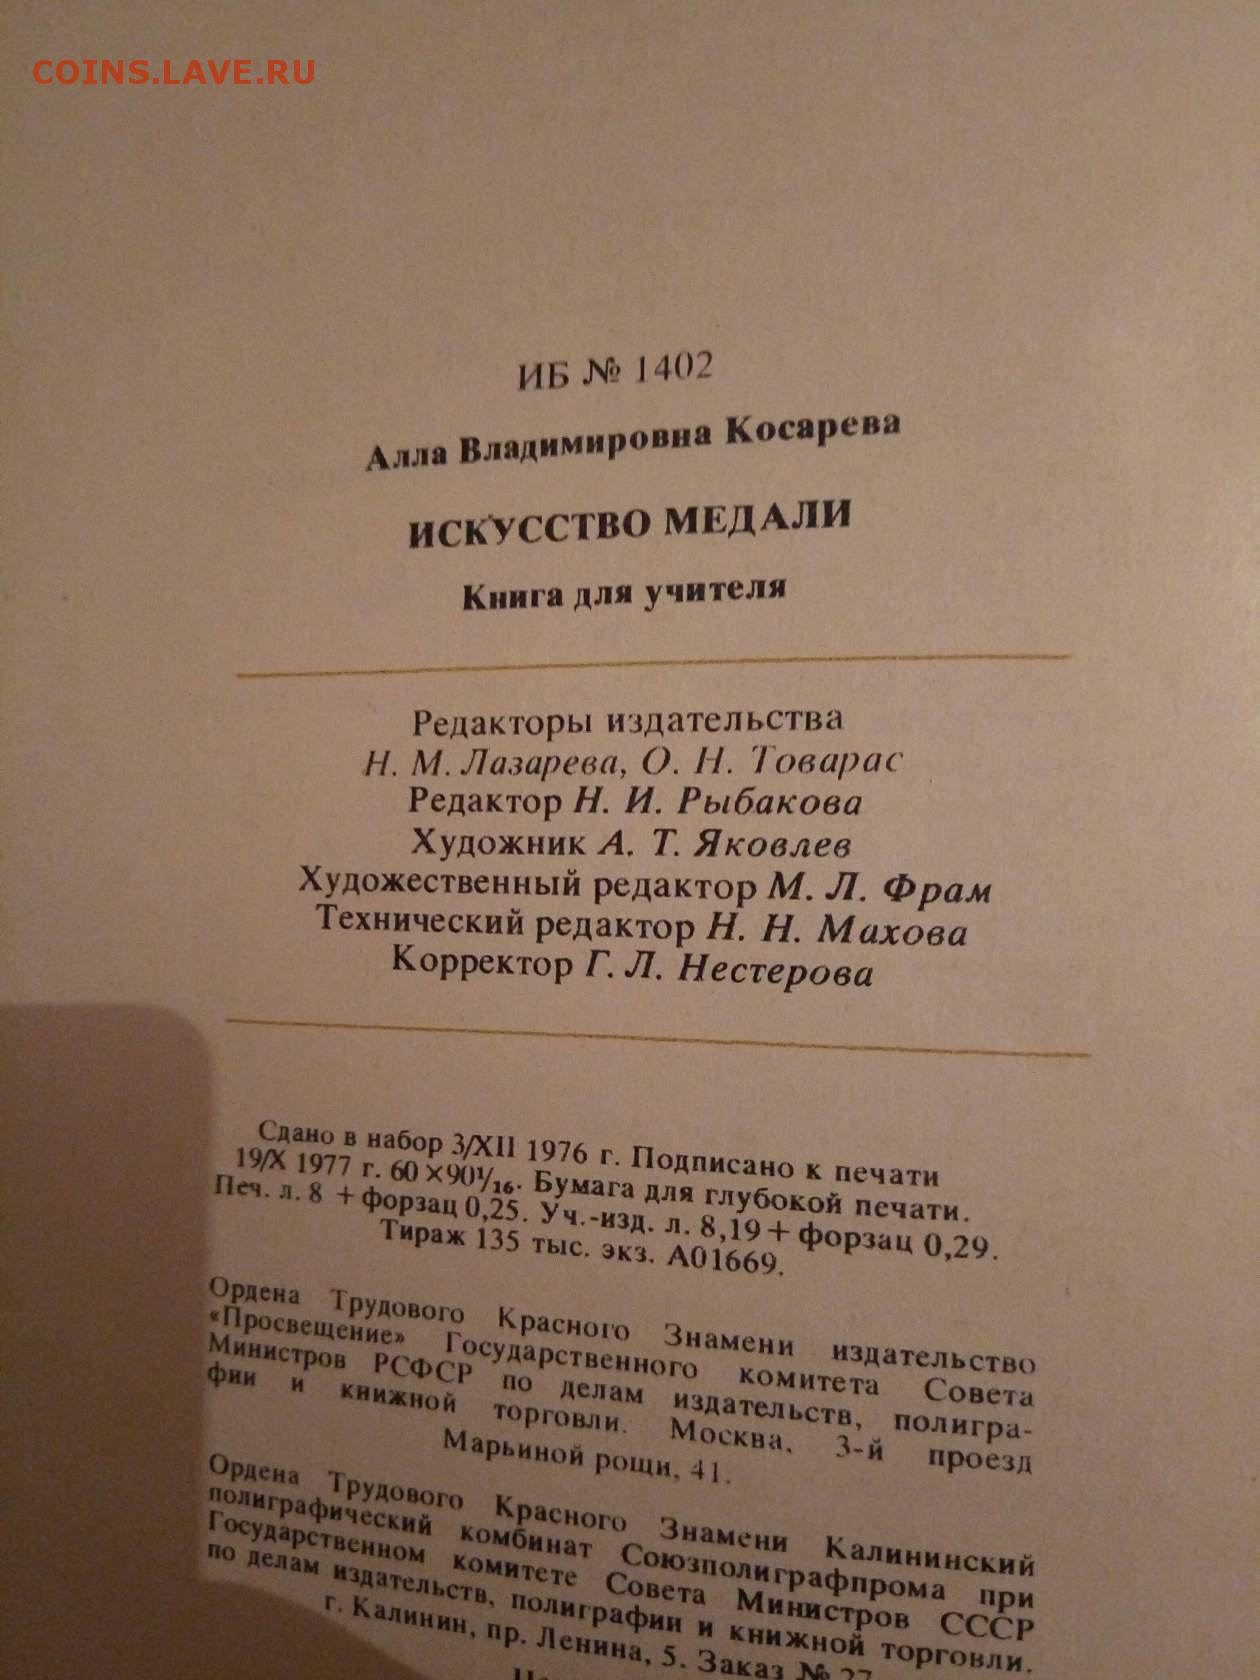 COINS.LAVE.RU
ИБ № 1402
Алла Владимировна Косарева
ИСКУССТВО МЕДАЛИ
Книга для учителя
Редакторы издательства
Н. М. Лазарева, О. Н. Товарас
Редактор Н. И. Рыбакова
Художник А. Т. Яковлев
Художественный редактор М. Л. Фрам
Технический редактор Н. Н. Махова
Корректор Г. Л. Нестерова
Сдано в набор 3/XII 1976 г. Подписано к печати
19/X 1977 г. 60×90¹/₁₆. Бумага для глубокой печати.
Печ. л. 8 + форзац 0,25. Уч.-изд. л. 8,19 + форзац 0,29.
Тираж 135 тыс. экз. А01669.
Ордена Трудового Красного Знамени издательство
«Просвещение» Государственного комитета Совета
Министров РСФСР по делам издательств, полигра-
фии и книжной торговли. Москва, 3-й проезд
Марьиной рощи, 41.
Ордена Трудового Красного Знамени Калининский
полиграфический комбинат Союзполиграфпрома при
Государственном комитете Совета Министров СССР
по делам издательств, полиграфии и книжной торговли.
г. Калинин, пр. Ленина, 5. Заказ №